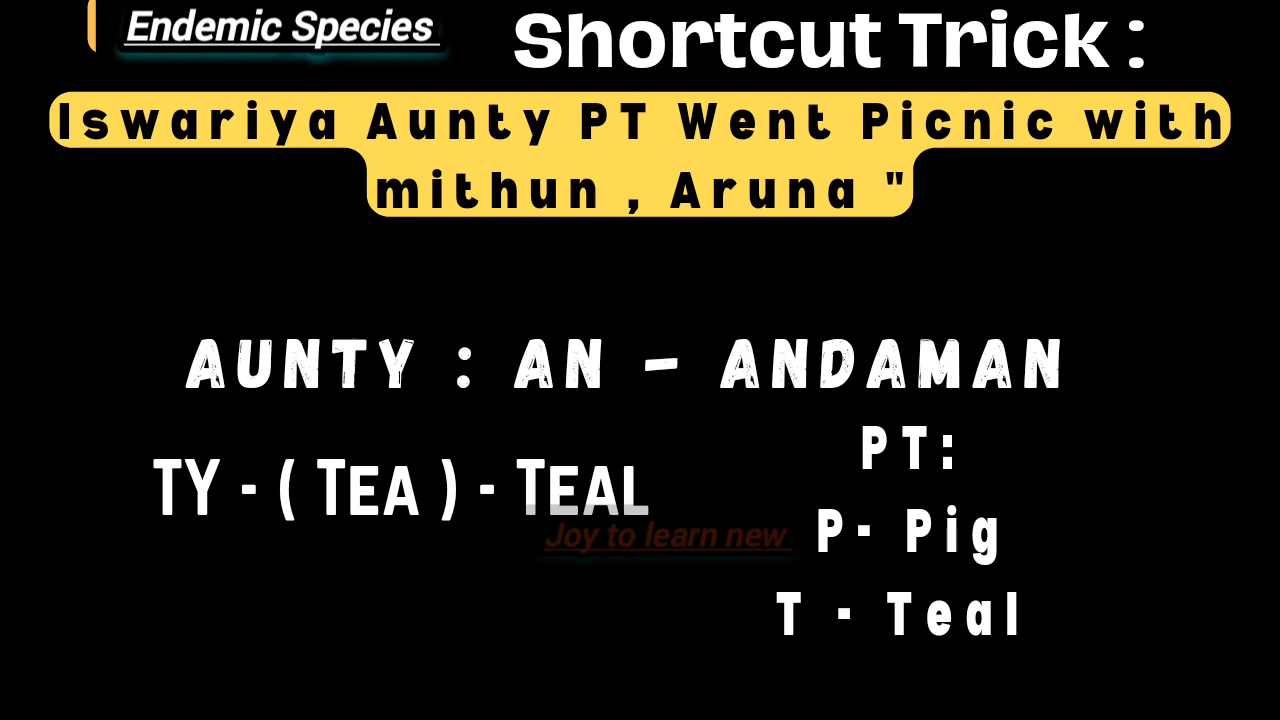 Endemic Species
Shortcut Trick :
Iswariya Aunty PT Went Picnic with
mithun , Aruna "
AUNTY : AN - ANDAMAN
TY - ( TEA ) - TEAL
PT:
P- Pig
T - Teal
Joy to learn new